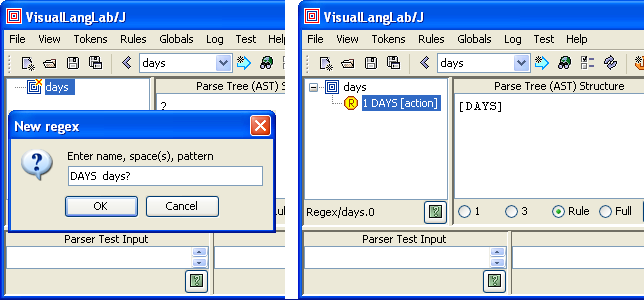 VisualLangLab/J
File View Tokens Rules Globals Log Test Help
days
days
Parse Tree (AST) Structure
?
New regex
Enter name, space(s), pattern
DAYS days?
OK Cancel
Parser Test Input
VisualLangLab/J
File View Tokens Rules Globals Log Test Help
days
days
1 DAYS [action]
Parse Tree (AST) Structure
[DAYS]
Regex/days.0
1 3 Rule Full
Parser Test Input